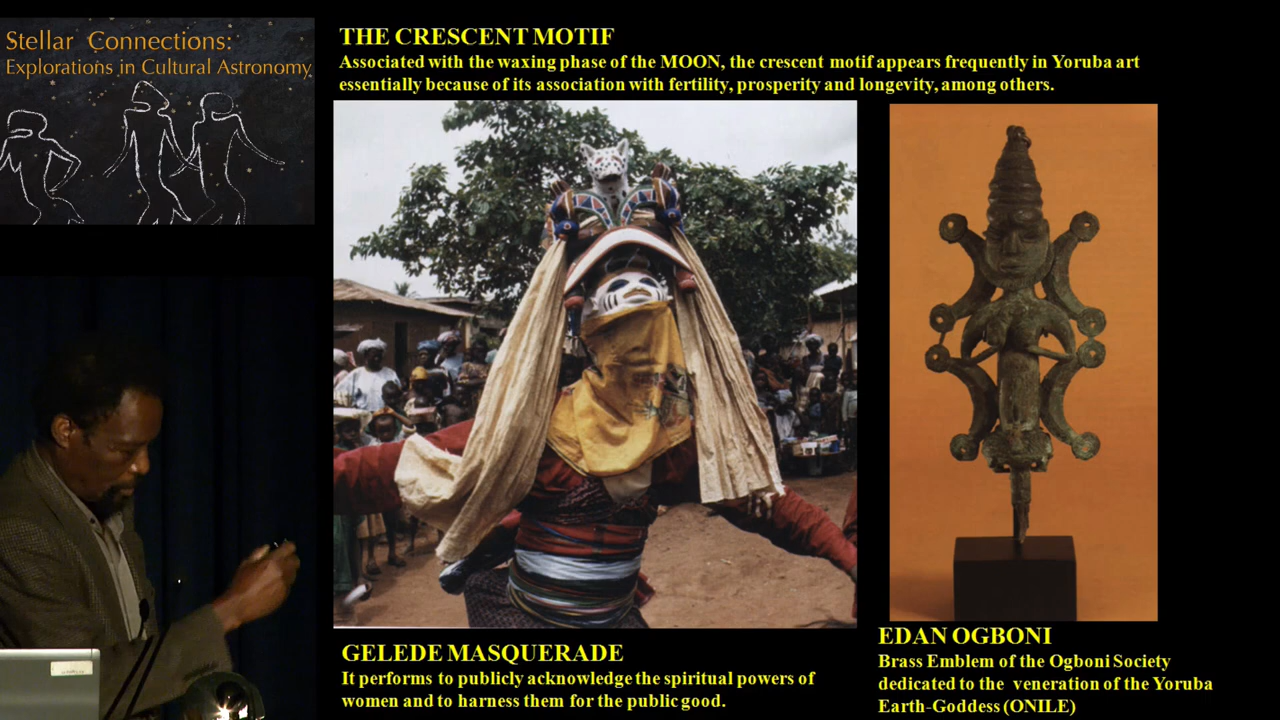 Stellar Connections:
Explorations in Cultural Astronomy
THE CRESCENT MOTIF
Associated with the waxing phase of the MOON, the crescent motif appears frequently in Yoruba art
essentially because of its association with fertility, prosperity and longevity, among others.
GELEDE MASQUERADE
It performs to publicly acknowledge the spiritual powers of
women and to harness them for the public good.
EDAN OGBONI
Brass Emblem of the Ogboni Society
dedicated to the veneration of the Yoruba
Earth-Goddess (ONILE)